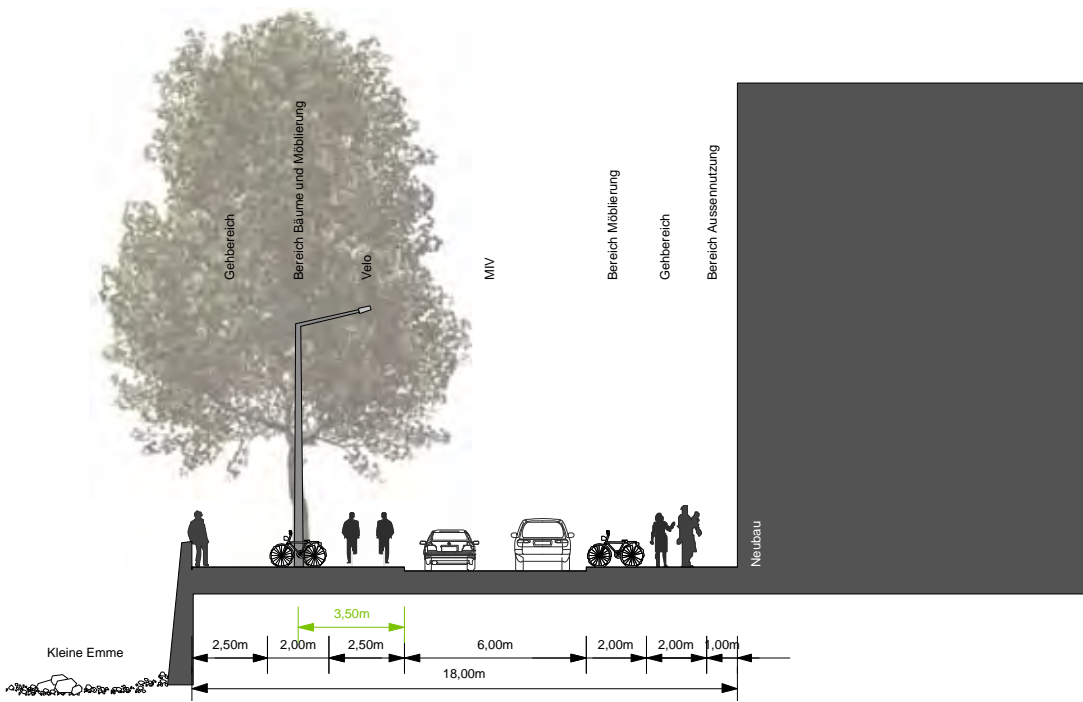 Gehbereich
Bereich Bäume und Möblierung
Velo
MIV
Bereich Möblierung
Gehbereich
Bereich Aussennutzung
Neubau
3,50m
2,50m
2,00m
2,50m
6,00m
2,00m
2,00m
1,00m
Kleine Emme
18,00m